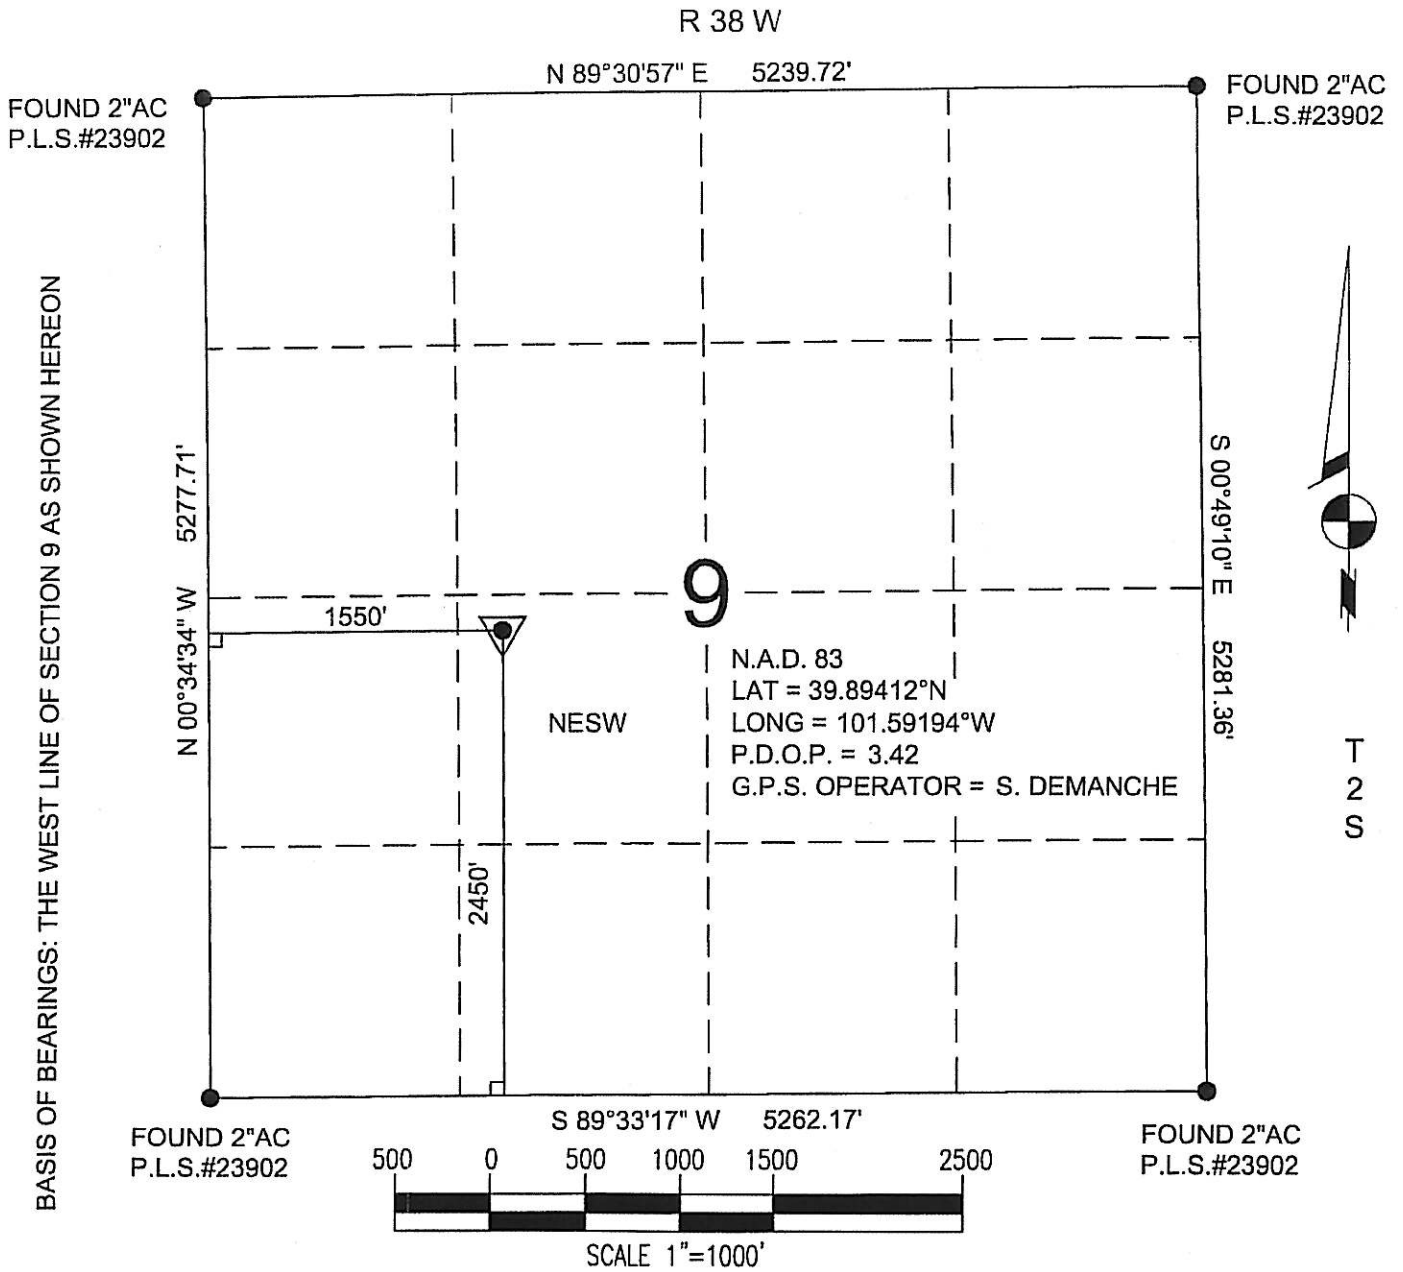 R 38 W
N 89°30'57" E 5239.72'
FOUND 2"AC
P.L.S.#23902
FOUND 2"AC
P.L.S.#23902
BASIS OF BEARINGS: THE WEST LINE OF SECTION 9 AS SHOWN HEREON
N 00°34'34" W 5277.71'
S 00°49'10" E 5281.36'
N
T
2
S
9
1550'
N.A.D. 83
LAT = 39.89412°N
LONG = 101.59194°W
P.D.O.P. = 3.42
G.P.S. OPERATOR = S. DEMANCHE
NESW
2450'
S 89°33'17" W 5262.17'
FOUND 2"AC
P.L.S.#23902
FOUND 2"AC
P.L.S.#23902
500 0 500 1000 1500 2500
SCALE 1"=1000'